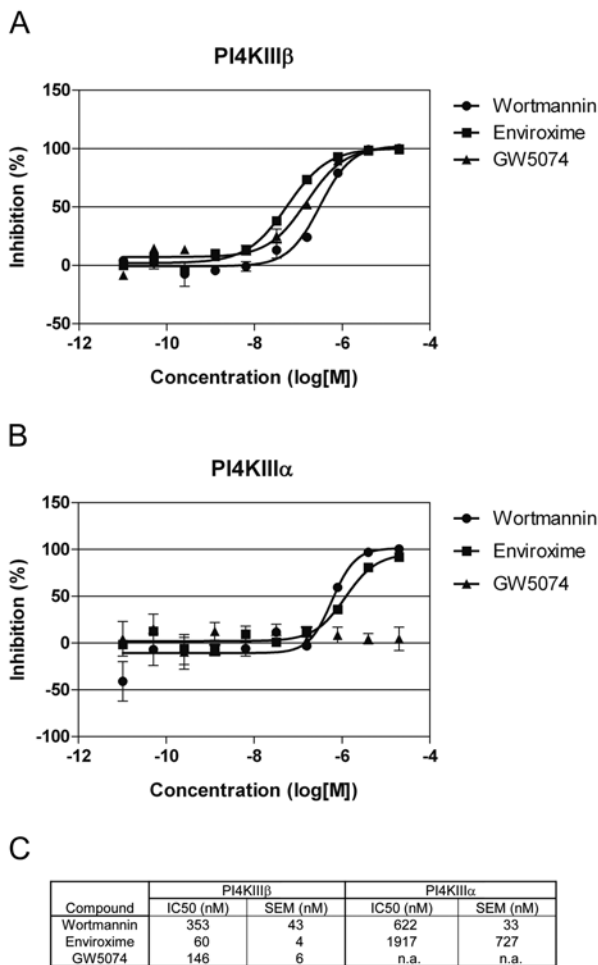 A
PI4KIIIβ
150
100
50
0
-50
Inhibition (%)
-12 -10 -8 -6 -4
Concentration (log[M])
Wortmannin
Enviroxime
GW5074
B
PI4KIIIα
150
100
50
0
-50
-100
Inhibition (%)
-12 -10 -8 -6 -4
Concentration (log[M])
Wortmannin
Enviroxime
GW5074
C
PI4KIIIβ PI4KIIIα
Compound IC50 (nM) SEM (nM) IC50 (nM) SEM (nM)
Wortmannin 353 43 622 33
Enviroxime 60 4 1917 727
GW5074 146 6 n.a. n.a.